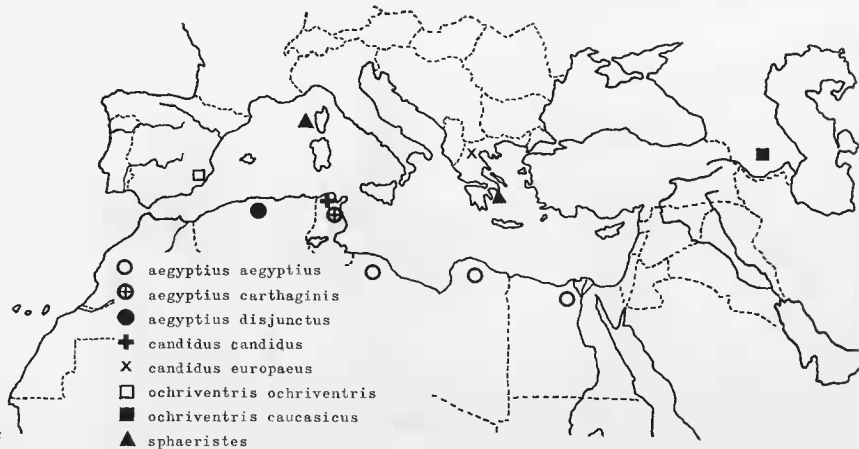 aegyptius aegyptius
aegyptius carthaginis
aegyptius disjunctus
candidus candidus
candidus europaeus
ochriventris ochriventris
ochriventris caucasicus
sphaeristes